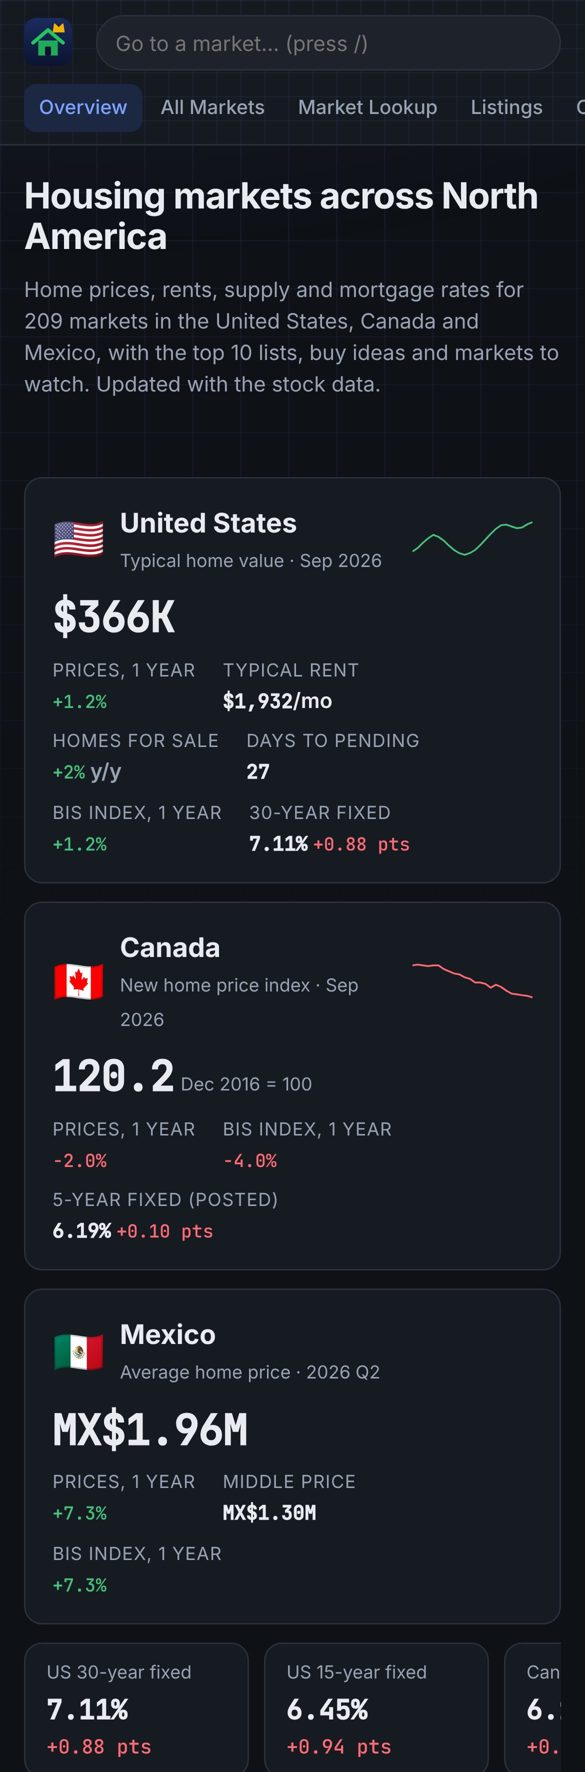 Go to a market... (press /)
Overview All Markets Market Lookup Listings
Housing markets across North
America
Home prices, rents, supply and mortgage rates for
209 markets in the United States, Canada and
Mexico, with the top 10 lists, buy ideas and markets to
watch. Updated with the stock data.
United States
Typical home value · Sep 2026
$366K
PRICES, 1 YEAR TYPICAL RENT
+1.2% $1,932/mo
HOMES FOR SALE DAYS TO PENDING
+2% y/y 27
BIS INDEX, 1 YEAR 30-YEAR FIXED
+1.2% 7.11% +0.88 pts
Canada
New home price index · Sep
2026
120.2 Dec 2016 = 100
PRICES, 1 YEAR BIS INDEX, 1 YEAR
-2.0% -4.0%
5-YEAR FIXED (POSTED)
6.19% +0.10 pts
Mexico
Average home price · 2026 Q2
MX$1.96M
PRICES, 1 YEAR MIDDLE PRICE
+7.3% MX$1.30M
BIS INDEX, 1 YEAR
+7.3%
US 30-year fixed US 15-year fixed
7.11% 6.45%
+0.88 pts +0.94 pts